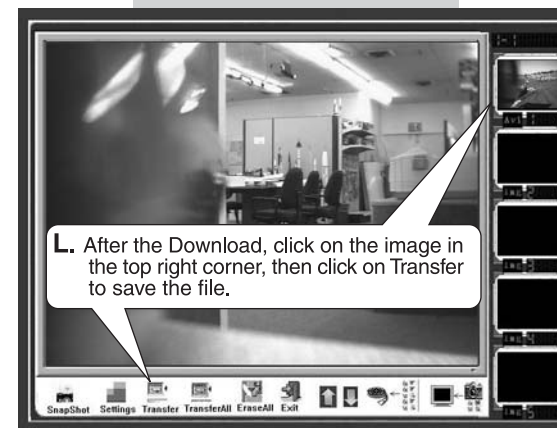 L. After the Download, click on the image in
the top right corner, then click on Transfer
to save the file.
SnapShot Settings Transfer TransferAll EraseAll Exit